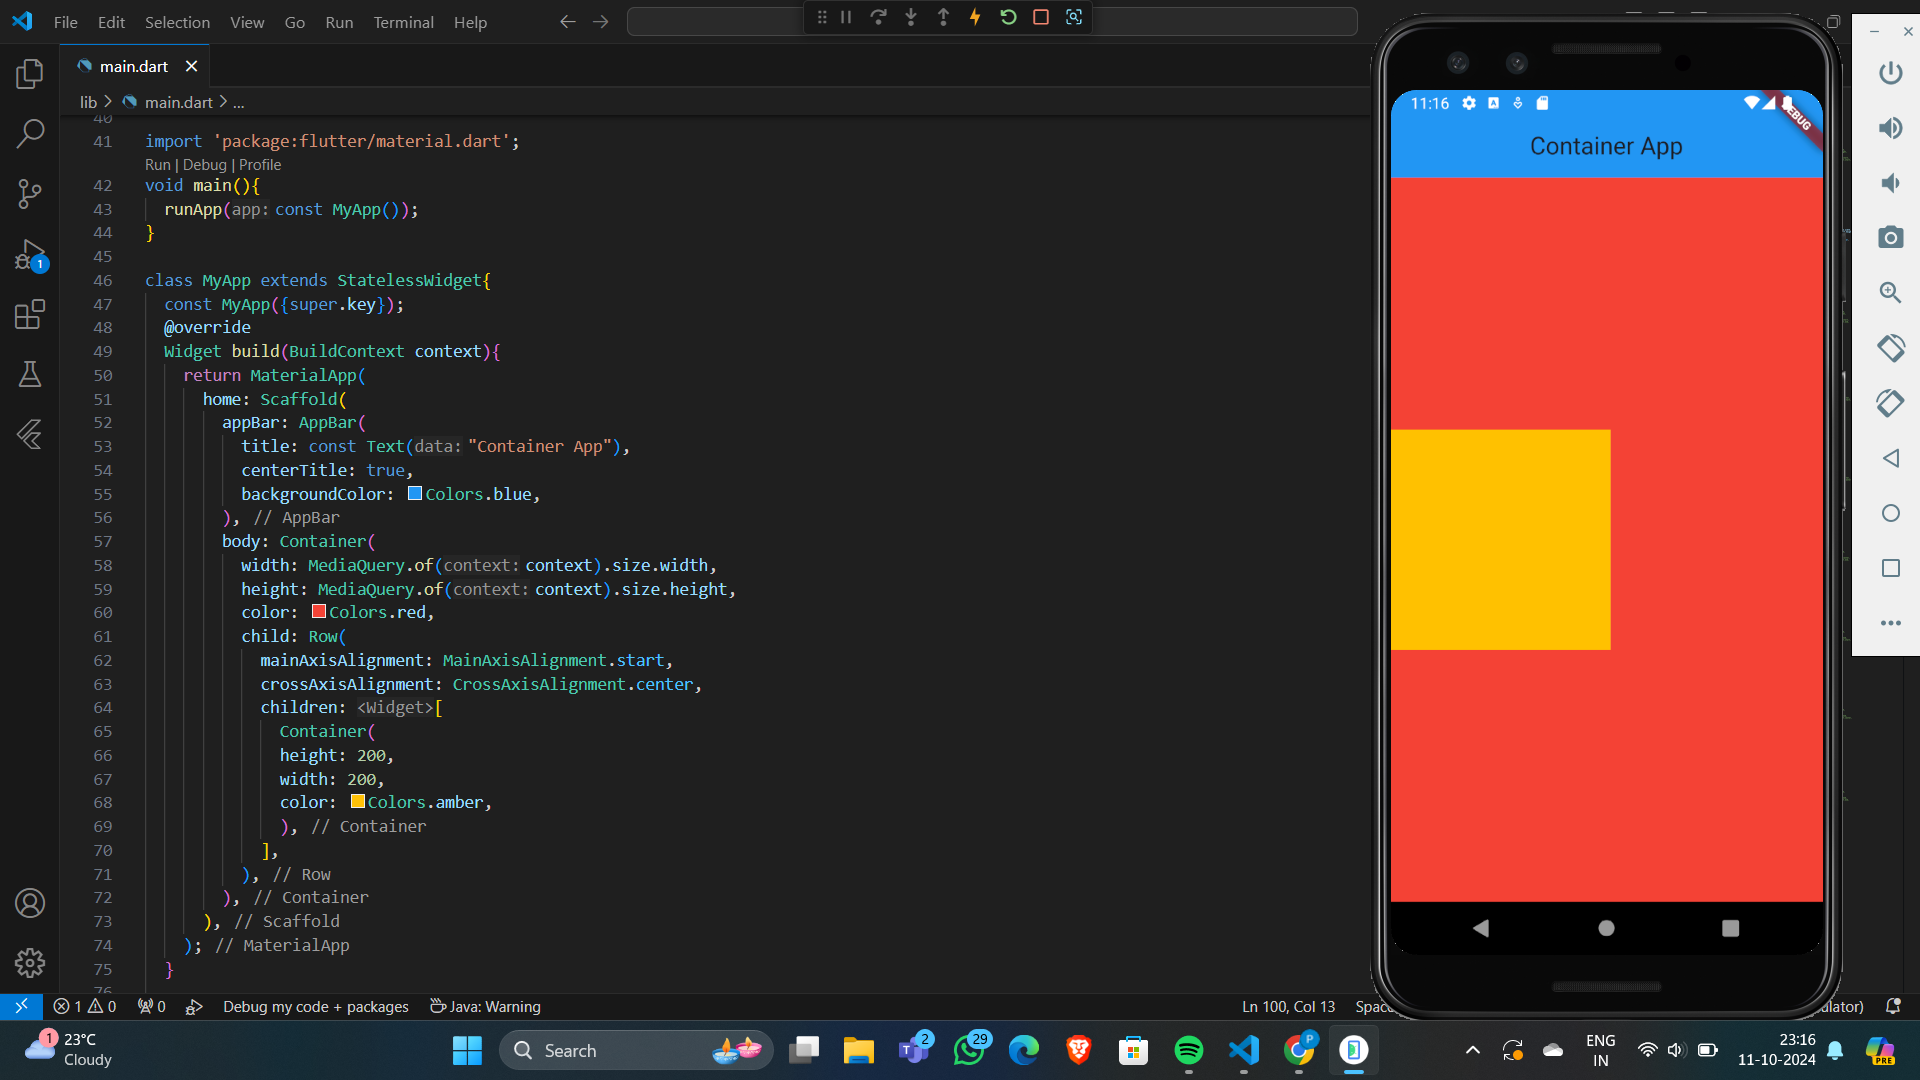 File Edit Selection View Go Run Terminal Help
main.dart
lib > main.dart > ...
40
41 import 'package:flutter/material.dart';
Run | Debug | Profile
42 void main(){
43 runApp(app: const MyApp());
44 }
45
46 class MyApp extends StatelessWidget{
47 const MyApp({super.key});
48 @override
49 Widget build(BuildContext context){
50 return MaterialApp(
51 home: Scaffold(
52 appBar: AppBar(
53 title: const Text(data: "Container App"),
54 centerTitle: true,
55 backgroundColor: Colors.blue,
56 ), // AppBar
57 body: Container(
58 width: MediaQuery.of(context: context).size.width,
59 height: MediaQuery.of(context: context).size.height,
60 color: Colors.red,
61 child: Row(
62 mainAxisAlignment: MainAxisAlignment.start,
63 crossAxisAlignment: CrossAxisAlignment.center,
64 children: <Widget>[
65 Container(
66 height: 200,
67 width: 200,
68 color: Colors.amber,
69 ), // Container
70 ],
71 ), // Row
72 ), // Container
73 ), // Scaffold
74 ); // MaterialApp
75 }
76
11:16
DEBUG
Container App
1
1 0 0 Debug my code + packages Java: Warning Ln 100, Col 13
1 23°C
Cloudy
Search
2
29
P
ENG
IN
23:16
11-10-2024
PRE